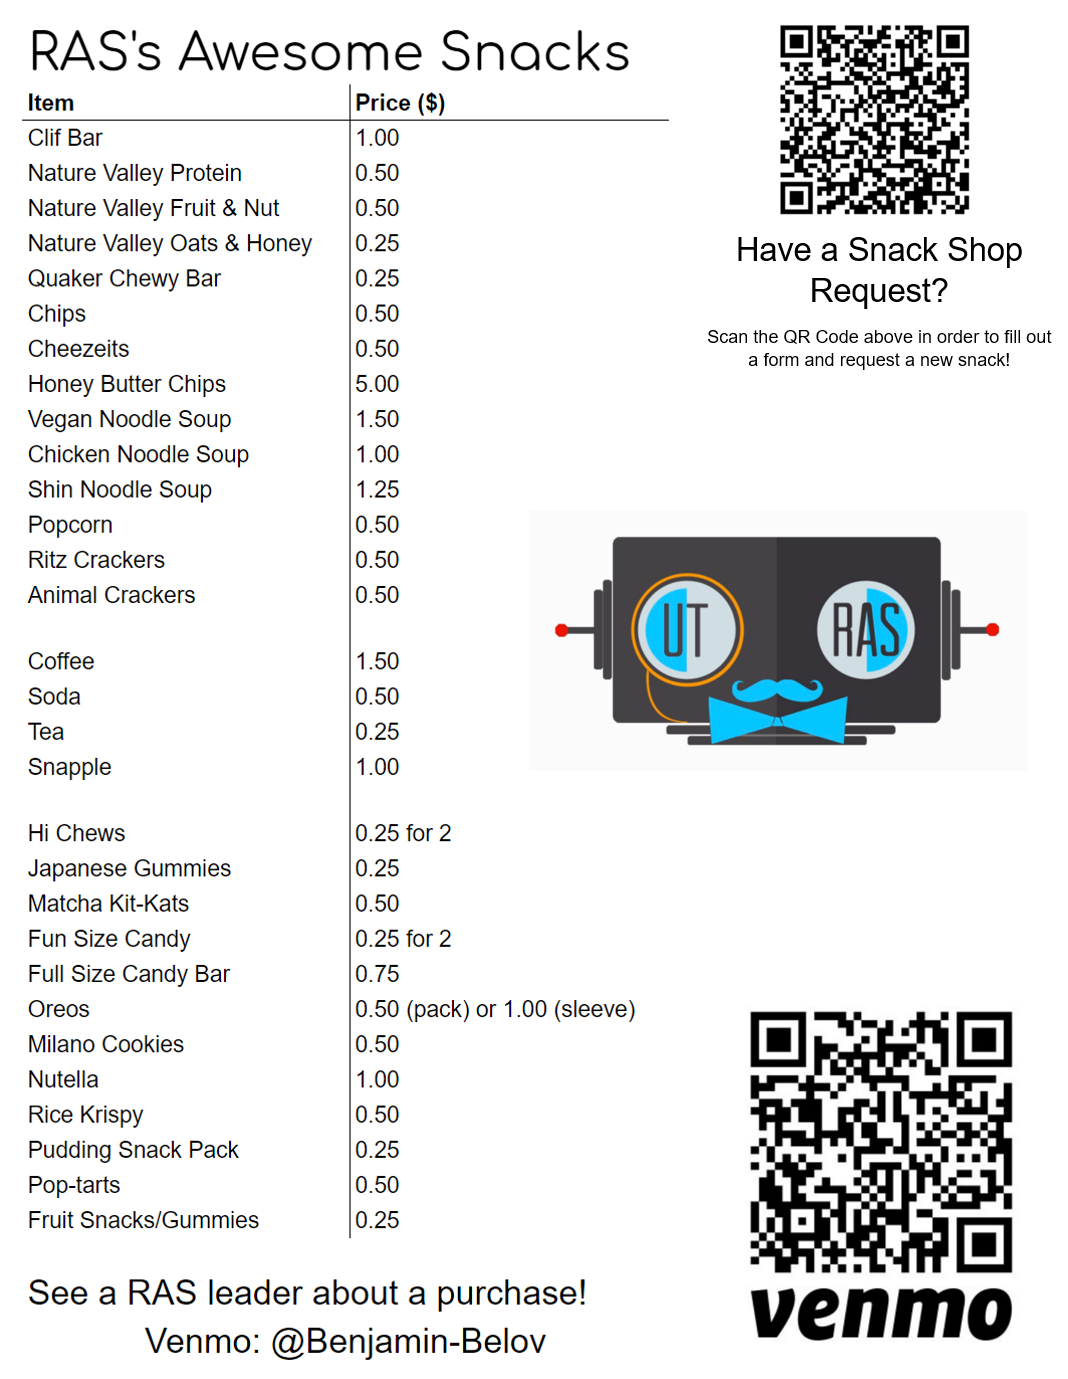 RAS's Awesome Snacks
Item Price ($)
Clif Bar 1.00
Nature Valley Protein 0.50
Nature Valley Fruit & Nut 0.50
Nature Valley Oats & Honey 0.25
Quaker Chewy Bar 0.25
Chips 0.50
Cheezeits 0.50
Honey Butter Chips 5.00
Vegan Noodle Soup 1.50
Chicken Noodle Soup 1.00
Shin Noodle Soup 1.25
Popcorn 0.50
Ritz Crackers 0.50
Animal Crackers 0.50
Coffee 1.50
Soda 0.50
Tea 0.25
Snapple 1.00
Hi Chews 0.25 for 2
Japanese Gummies 0.25
Matcha Kit-Kats 0.50
Fun Size Candy 0.25 for 2
Full Size Candy Bar 0.75
Oreos 0.50 (pack) or 1.00 (sleeve)
Milano Cookies 0.50
Nutella 1.00
Rice Krispy 0.50
Pudding Snack Pack 0.25
Pop-tarts 0.50
Fruit Snacks/Gummies 0.25
See a RAS leader about a purchase!
Venmo: @Benjamin-Belov
Have a Snack Shop
Request?
Scan the QR Code above in order to fill out
a form and request a new snack!
UT RAS
venmo